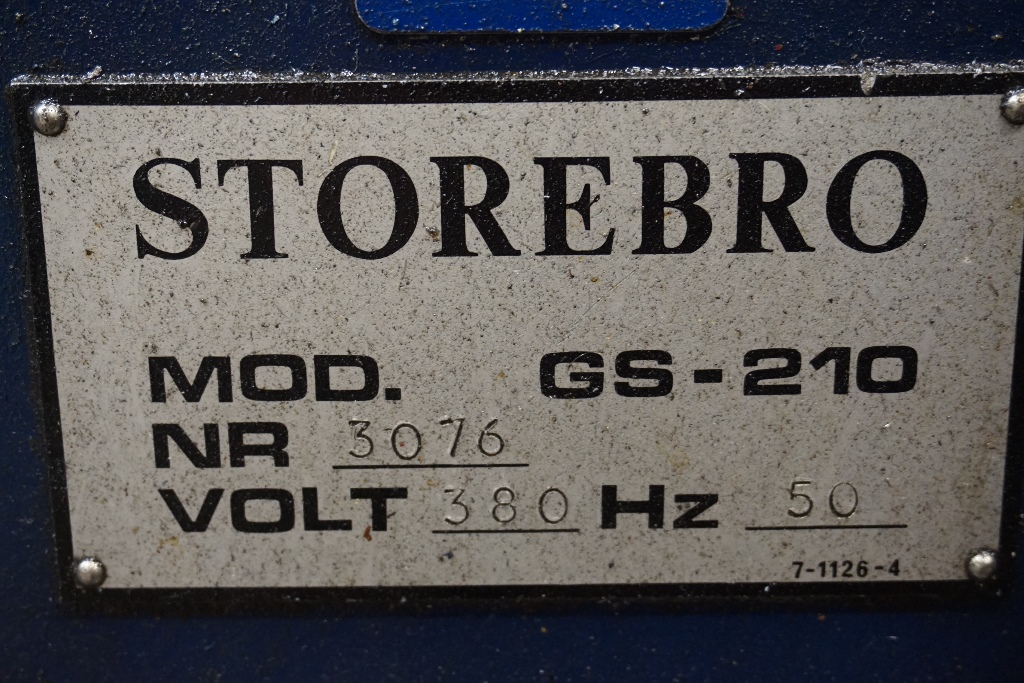 STOREBRO
MOD. GS-210
NR 3076
VOLT 380 Hz 50
7-1126-4